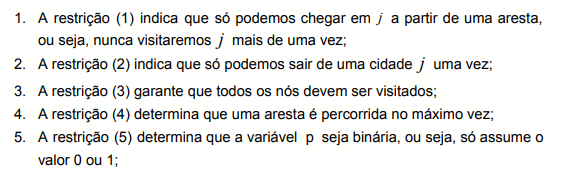 1. A restrição (1) indica que só podemos chegar em j a partir de uma aresta,
ou seja, nunca visitaremos j mais de uma vez;
2. A restrição (2) indica que só podemos sair de uma cidade j uma vez;
3. A restrição (3) garante que todos os nós devem ser visitados;
4. A restrição (4) determina que uma aresta é percorrida no máximo vez;
5. A restrição (5) determina que a variável p seja binária, ou seja, só assume o
valor 0 ou 1;